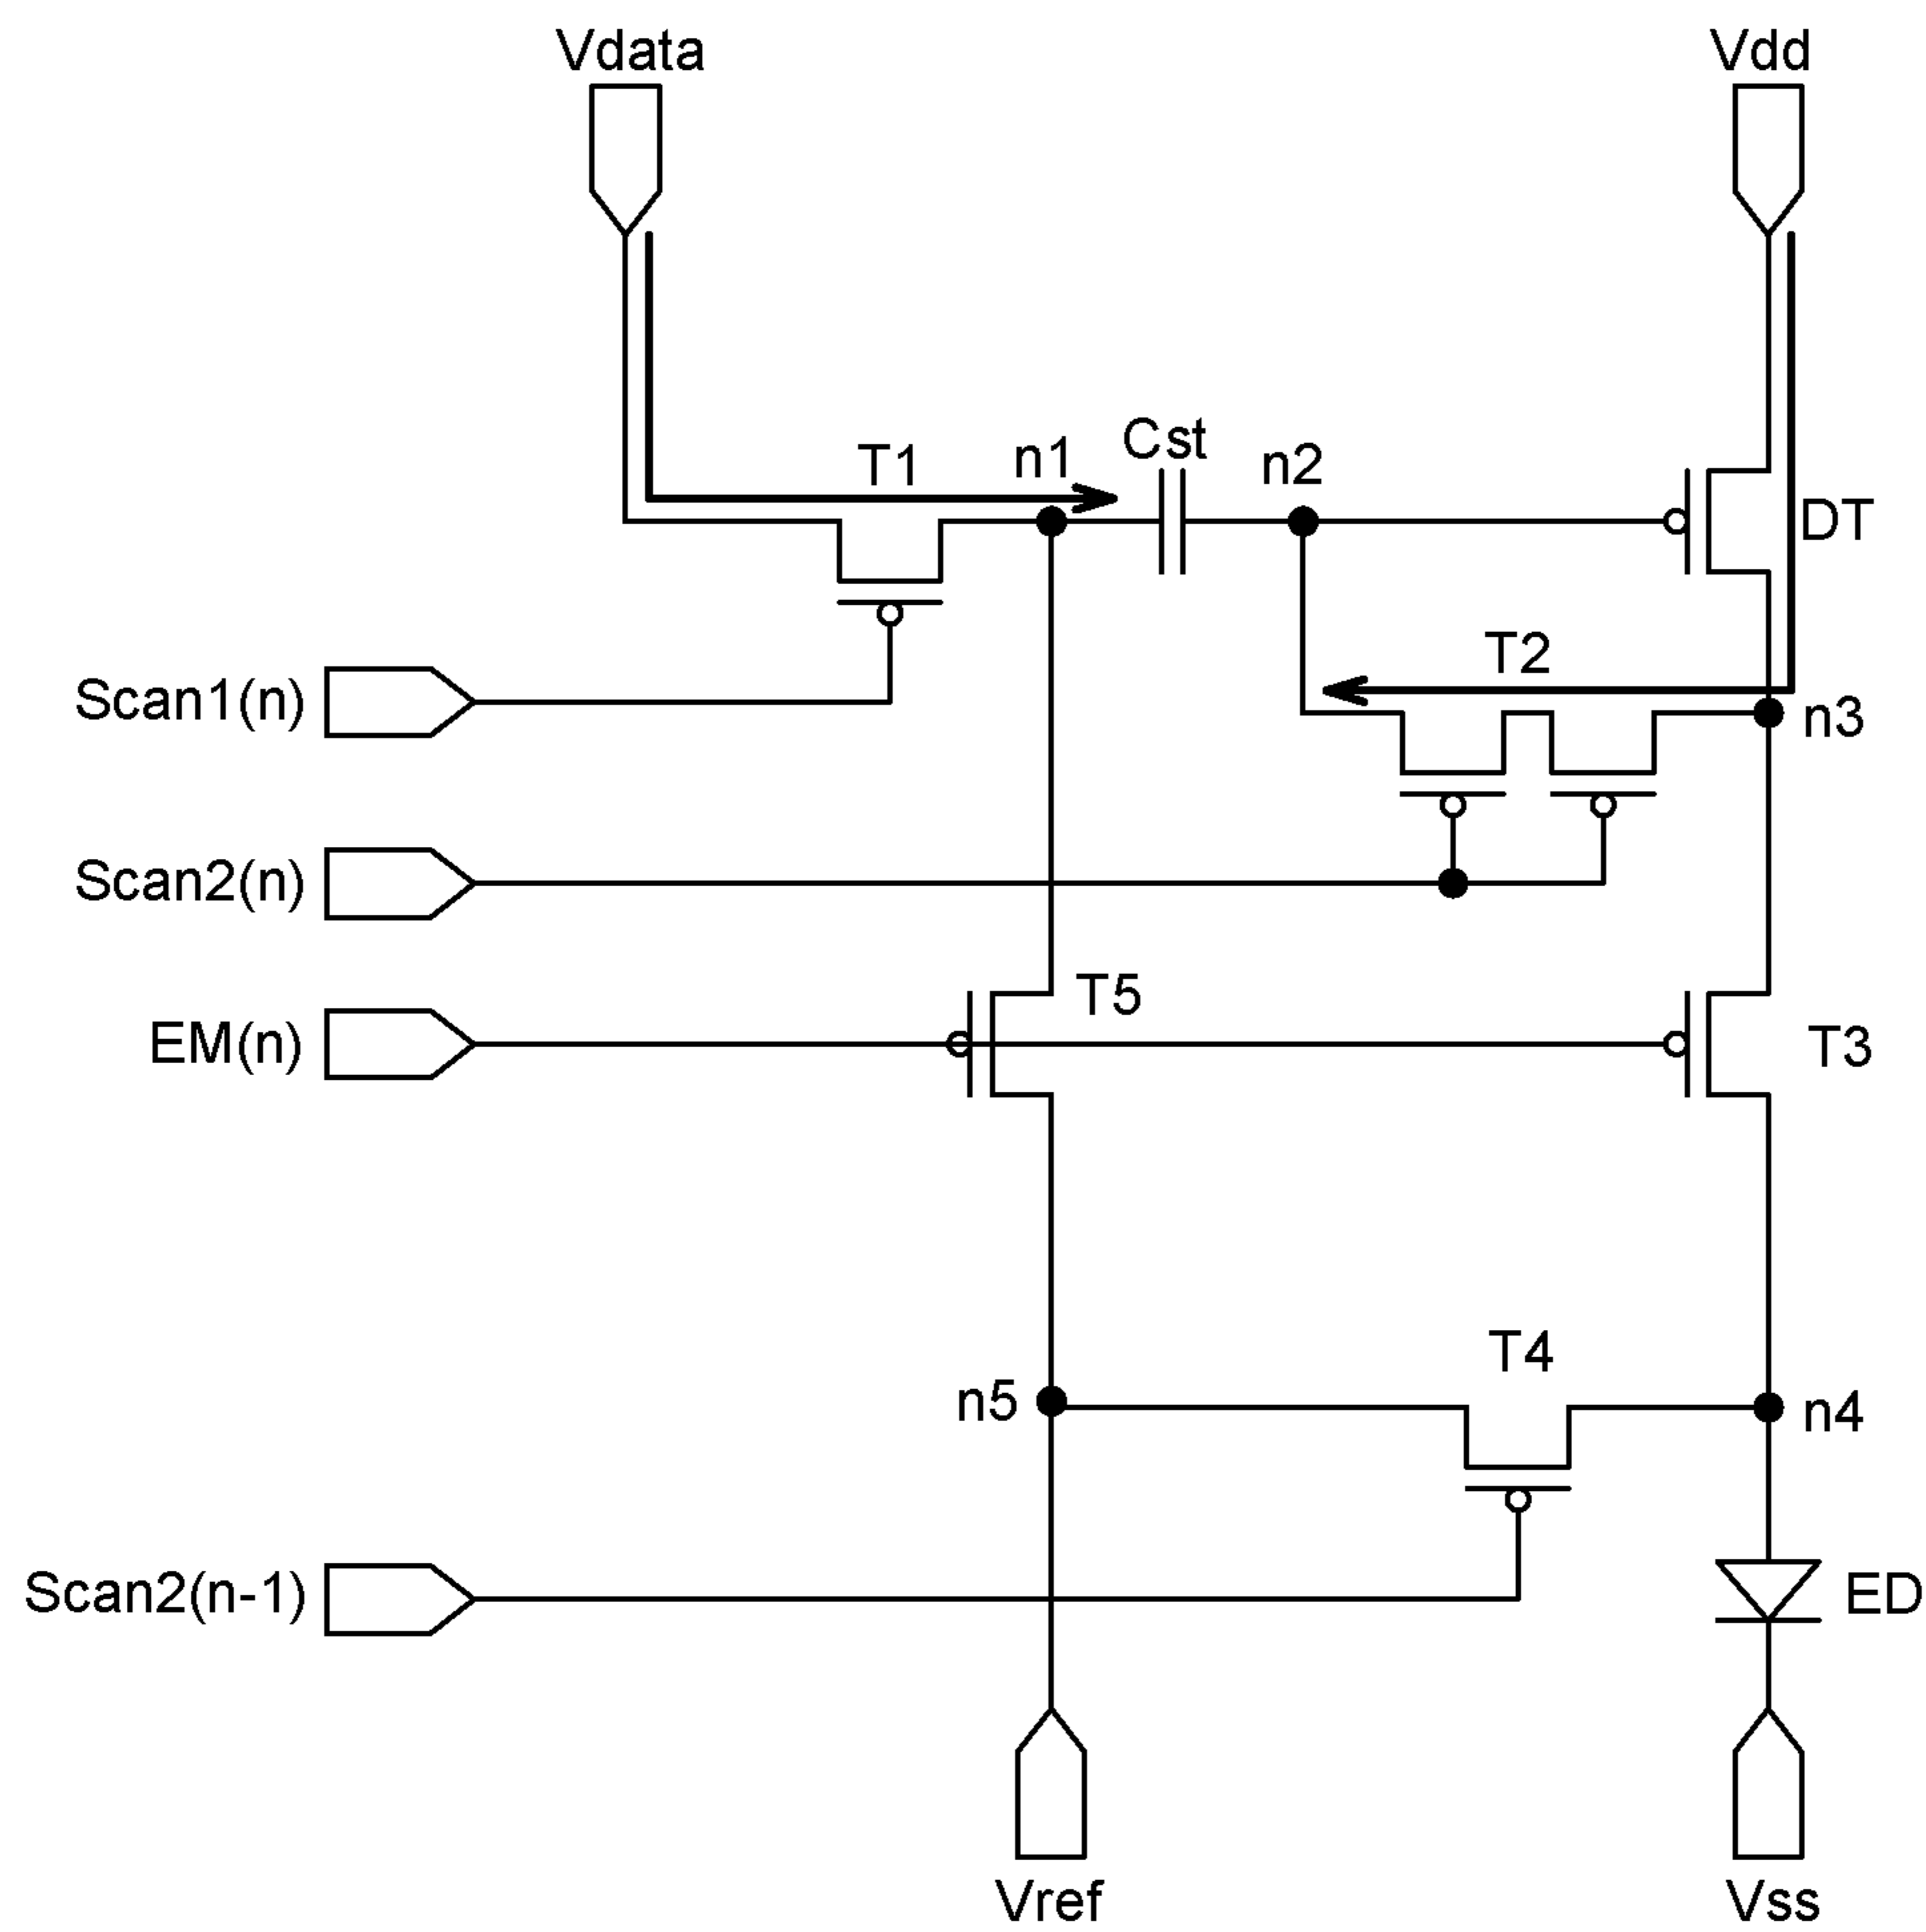 Vdata
Vdd
Cst
T1
n1
n2
DT
T2
Scan1(n)
n3
Scan2(n)
T5
EM(n)
T3
T4
n5
n4
Scan2(n-1)
ED
Vref
Vss